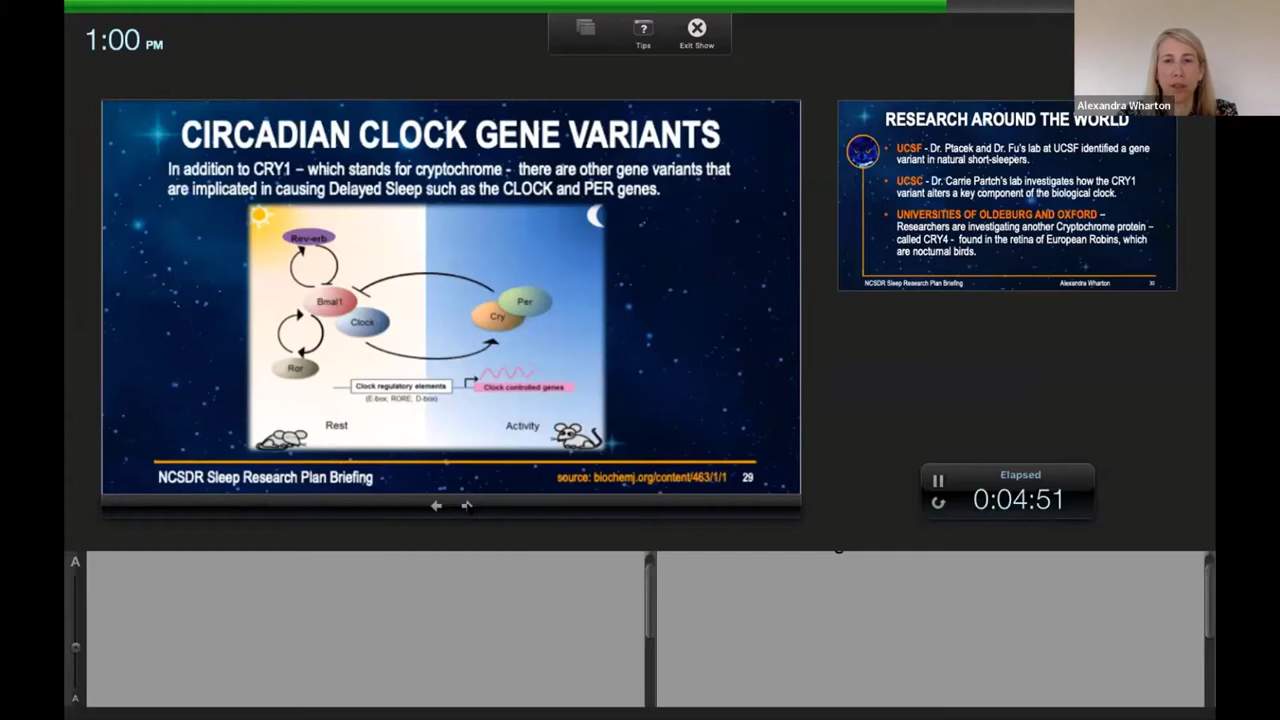 1:00 PM
Tips
Exit Show
Alexandra Wharton
CIRCADIAN CLOCK GENE VARIANTS
In addition to CRY1 – which stands for cryptochrome - there are other gene variants that
are implicated in causing Delayed Sleep such as the CLOCK and PER genes.
Rev-erb
Bmal1
Clock
Per
Cry
Ror
Clock regulatory elements
(E-box, RORE, D-box)
Clock controlled genes
Rest
Activity
NCSDR Sleep Research Plan Briefing
source: biochemj.org/content/463/1/1
29
RESEARCH AROUND THE WORLD
• UCSF - Dr. Ptacek and Dr. Fu's lab at UCSF identified a gene
variant in natural short-sleepers.
• UCSC - Dr. Carrie Partch's lab investigates how the CRY1
variant alters a key component of the biological clock.
• UNIVERSITIES OF OLDEBURG AND OXFORD –
Researchers are investigating another Cryptochrome protein –
called CRY4 - found in the retina of European Robins, which
are nocturnal birds.
NCSDR Sleep Research Plan Briefing
Alexandra Wharton
Elapsed
0:04:51
A
A